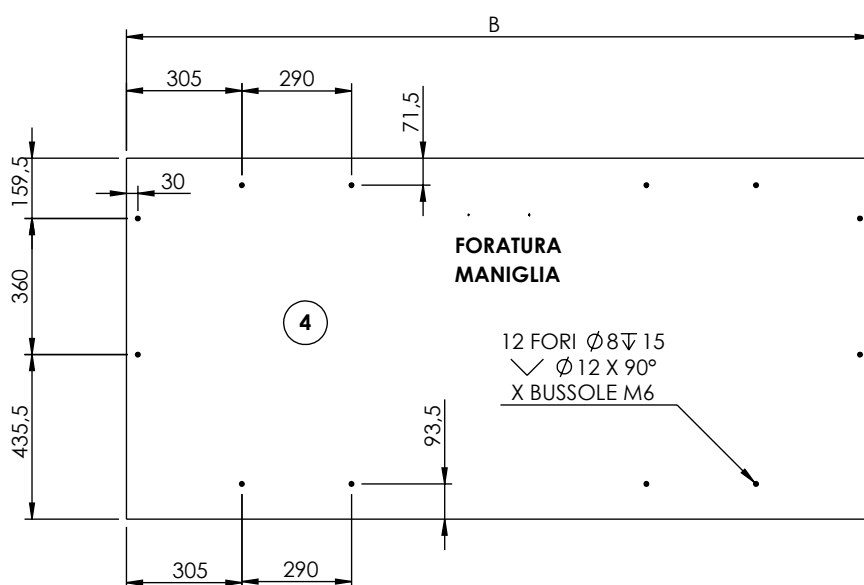 B
305
290
71,5
159,5
30
FORATURA
MANIGLIA
360
4
12 FORI Ø8↧15
⌵ Ø12 X 90°
X BUSSOLE M6
435,5
93,5
305
290